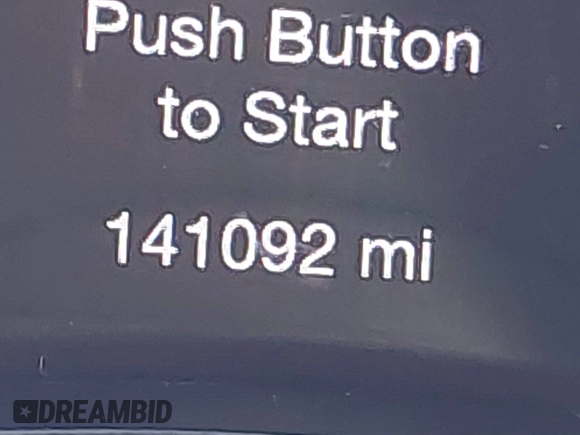 Push Button
to Start
141092 mi
DREAMBID